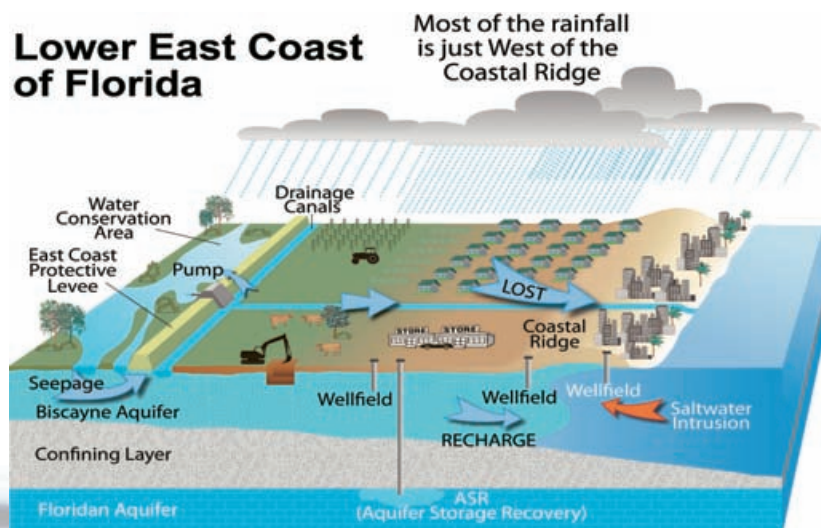 Lower East Coast
of Florida
Most of the rainfall
is just West of the
Coastal Ridge
Water
Conservation
Area
Drainage
Canals
East Coast
Protective
Levee
Pump
LOST
STORE STORE
Coastal
Ridge
Seepage
Biscayne Aquifer
Wellfield
Wellfield
Wellfield
RECHARGE
Saltwater
Intrusion
Confining Layer
Floridan Aquifer
ASR
(Aquifer Storage Recovery)